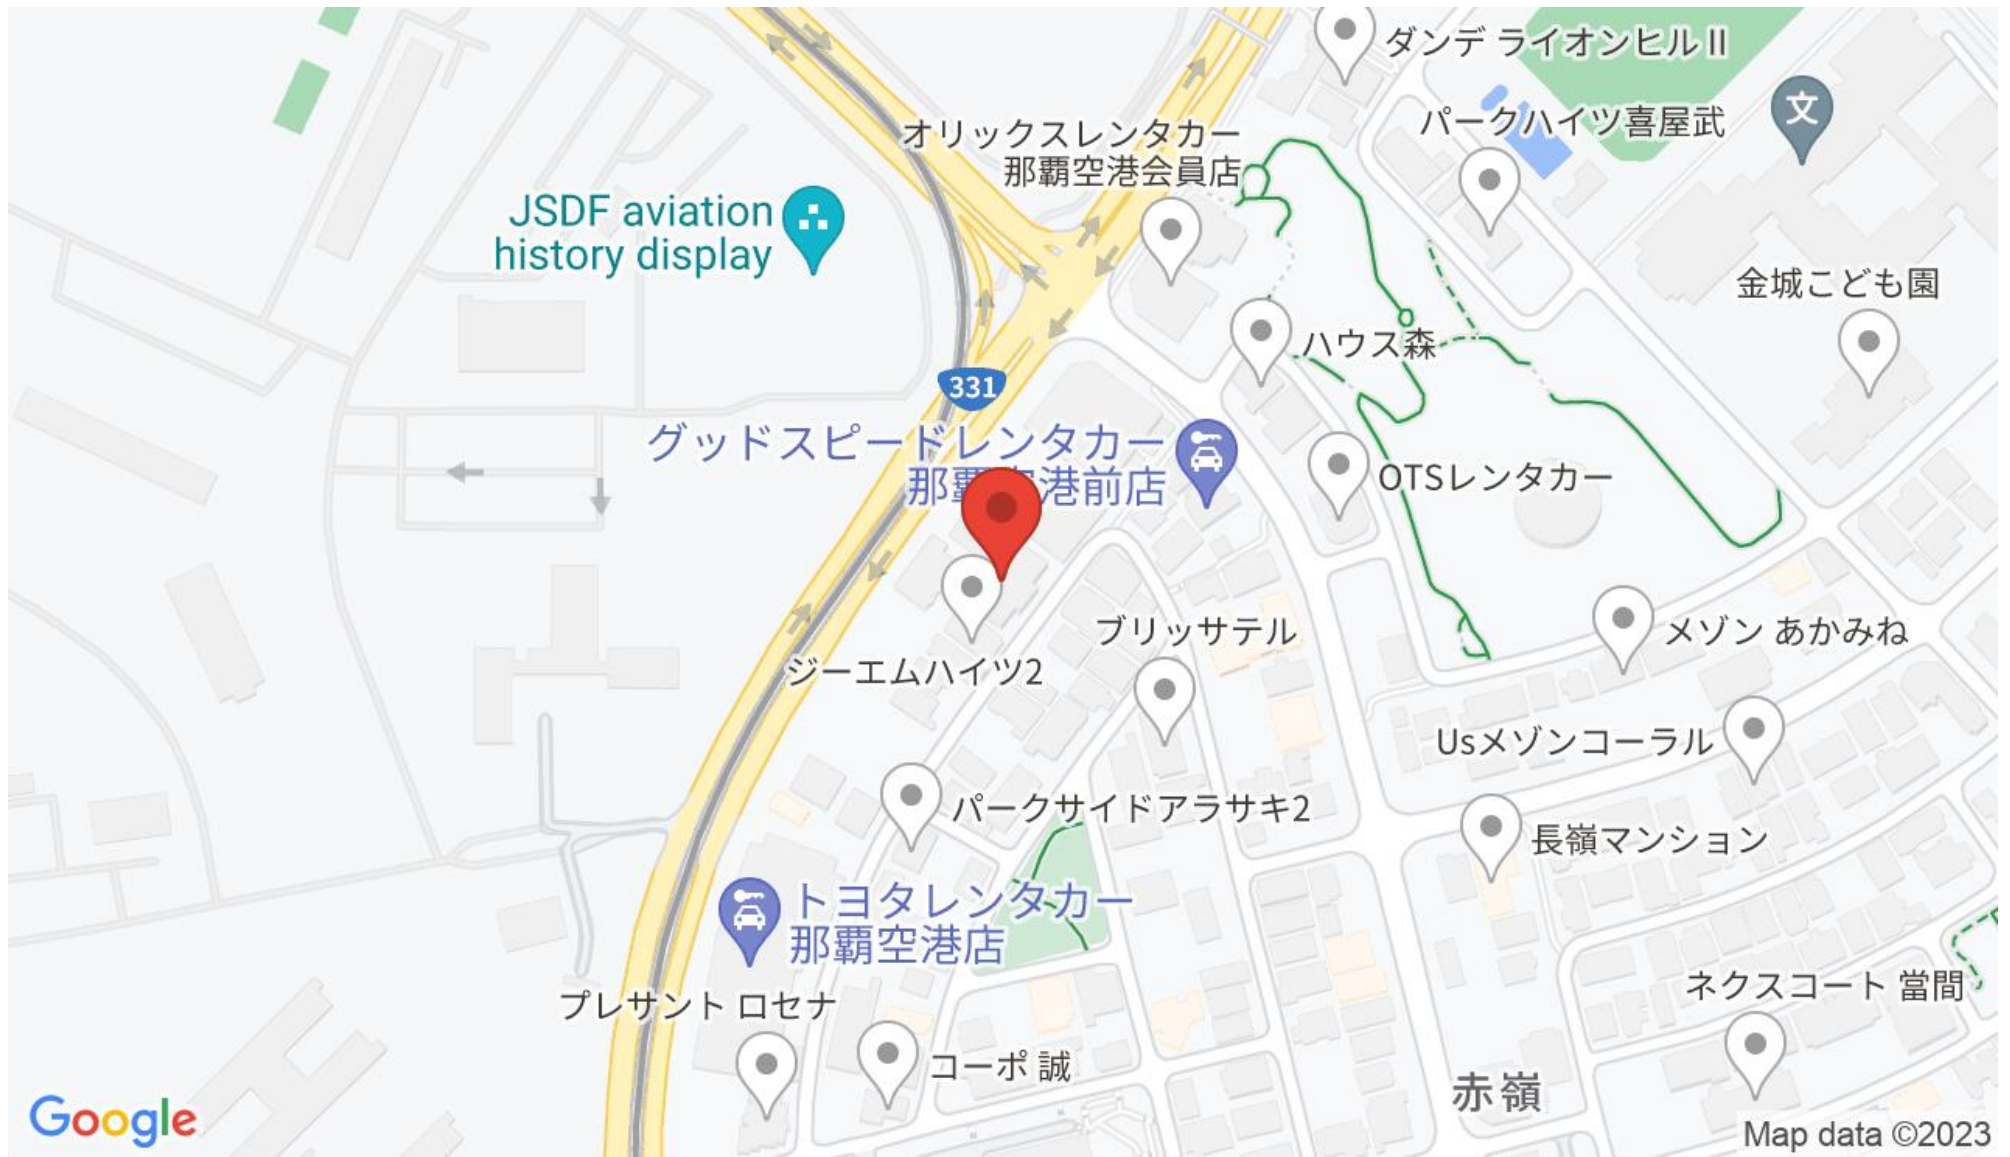 ダンデ ライオンヒル II
パークハイツ喜屋武
文
オリックスレンタカー
那覇空港会員店
JSDF aviation
history display
金城こども園
ハウス森
331
グッドスピードレンタカー
那覇空港前店
OTSレンタカー
ブリッサテル
メゾン あかみね
ジーエムハイツ2
Usメゾンコーラル
パークサイドアラサキ2
長嶺マンション
トヨタレンタカー
那覇空港店
プレサント ロセナ
ネクスコート 當間
コーポ 誠
赤嶺
Google
Map data ©2023